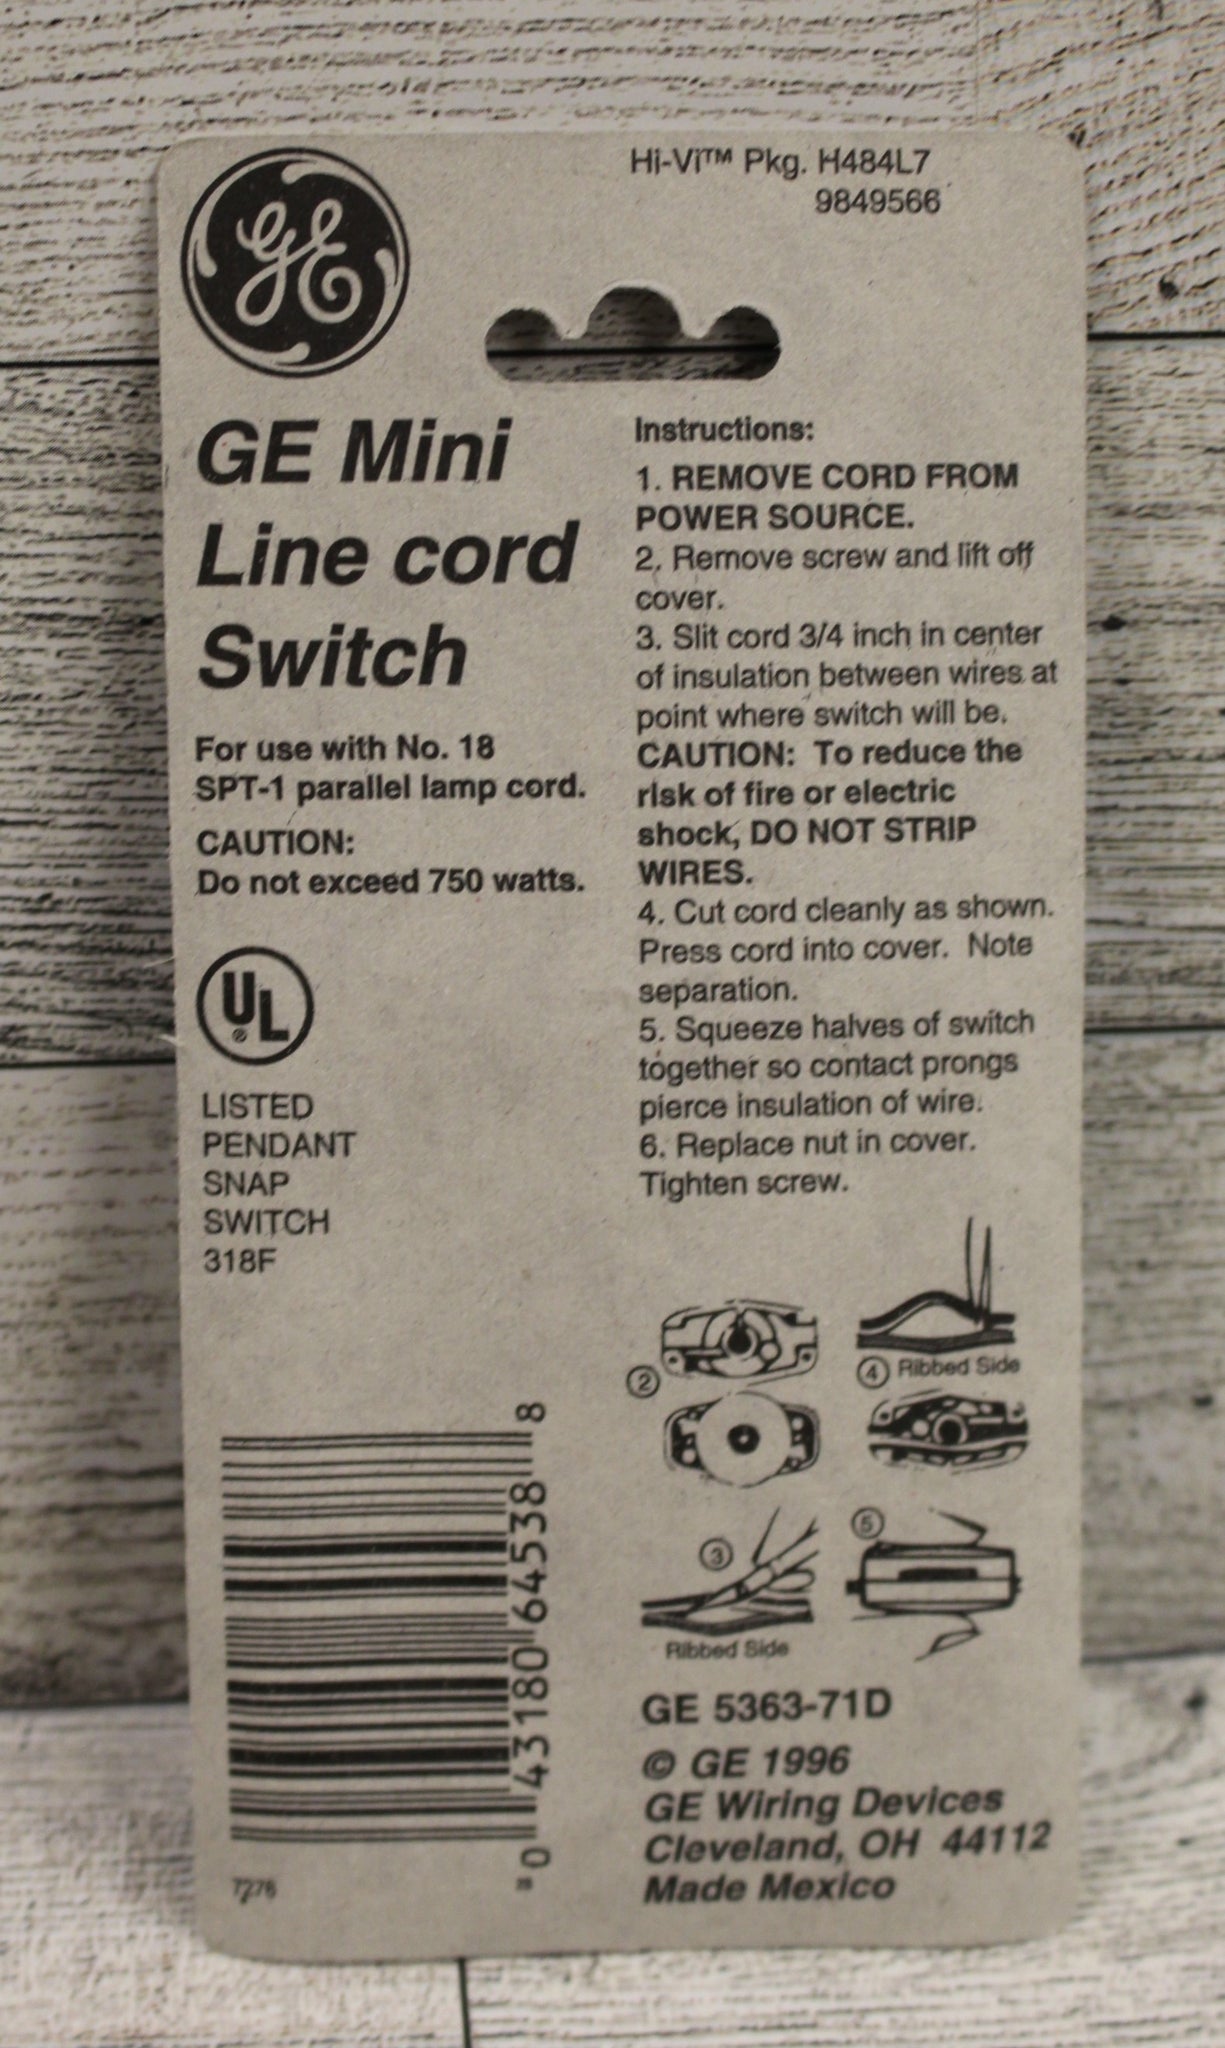 Hi-Vi™ Pkg. H484L7
9849566
GE
GE Mini
Line cord
Switch
For use with No. 18
SPT-1 parallel lamp cord.
CAUTION:
Do not exceed 750 watts.
UL
®
LISTED
PENDANT
SNAP
SWITCH
318F
Instructions:
1. REMOVE CORD FROM
POWER SOURCE.
2. Remove screw and lift off
cover.
3. Slit cord 3/4 inch in center
of insulation between wires at
point where switch will be.
CAUTION: To reduce the
risk of fire or electric
shock, DO NOT STRIP
WIRES.
4. Cut cord cleanly as shown.
Press cord into cover. Note
separation.
5. Squeeze halves of switch
together so contact prongs
pierce insulation of wire.
6. Replace nut in cover.
Tighten screw.
2
4 Ribbed Side
3
Ribbed Side
5
0 43180 64538 8
GE 5363-71D
© GE 1996
GE Wiring Devices
Cleveland, OH 44112
Made Mexico